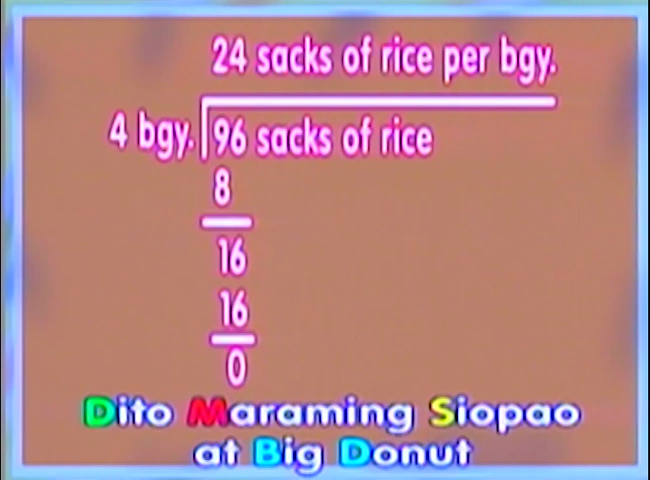 24 sacks of rice per bgy.
4 bgy. 96 sacks of rice
8
16
16
0
Dito Maraming Siopao
at Big Donut